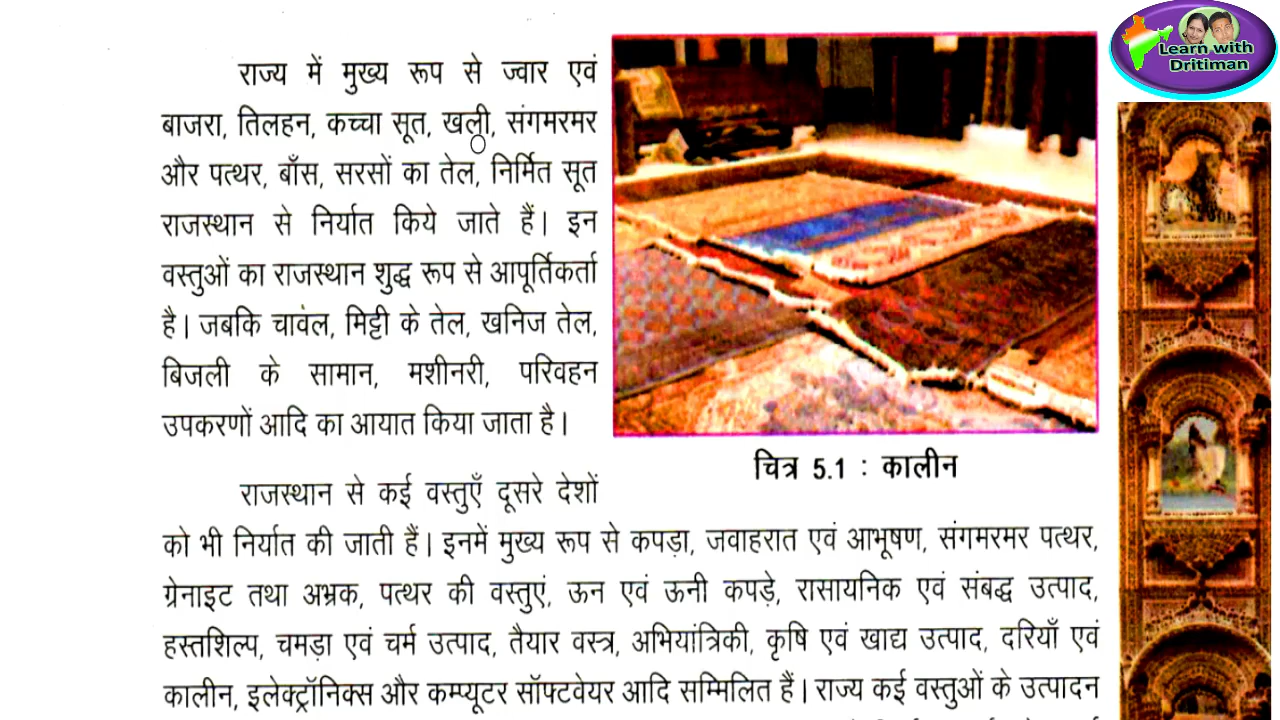 राज्य में मुख्य रूप से ज्वार एवं
बाजरा, तिलहन, कच्चा सूत, खली, संगमरमर
और पत्थर, बाँस, सरसों का तेल, निर्मित सूत
राजस्थान से निर्यात किये जाते हैं। इन
वस्तुओं का राजस्थान शुद्ध रूप से आपूर्तिकर्ता
है। जबकि चावंल, मिट्टी के तेल, खनिज तेल,
बिजली के सामान, मशीनरी, परिवहन
उपकरणों आदि का आयात किया जाता है।
चित्र 5.1 : कालीन
राजस्थान से कई वस्तुएँ दूसरे देशों
को भी निर्यात की जाती हैं। इनमें मुख्य रूप से कपड़ा, जवाहरात एवं आभूषण, संगमरमर पत्थर,
ग्रेनाइट तथा अभ्रक, पत्थर की वस्तुएं, ऊन एवं ऊनी कपड़े, रासायनिक एवं संबद्ध उत्पाद,
हस्तशिल्प, चमड़ा एवं चर्म उत्पाद, तैयार वस्त्र, अभियांत्रिकी, कृषि एवं खाद्य उत्पाद, दरियाँ एवं
कालीन, इलेक्ट्रॉनिक्स और कम्प्यूटर सॉफ्टवेयर आदि सम्मिलित हैं। राज्य कई वस्तुओं के उत्पादन
Learn with
Dritiman